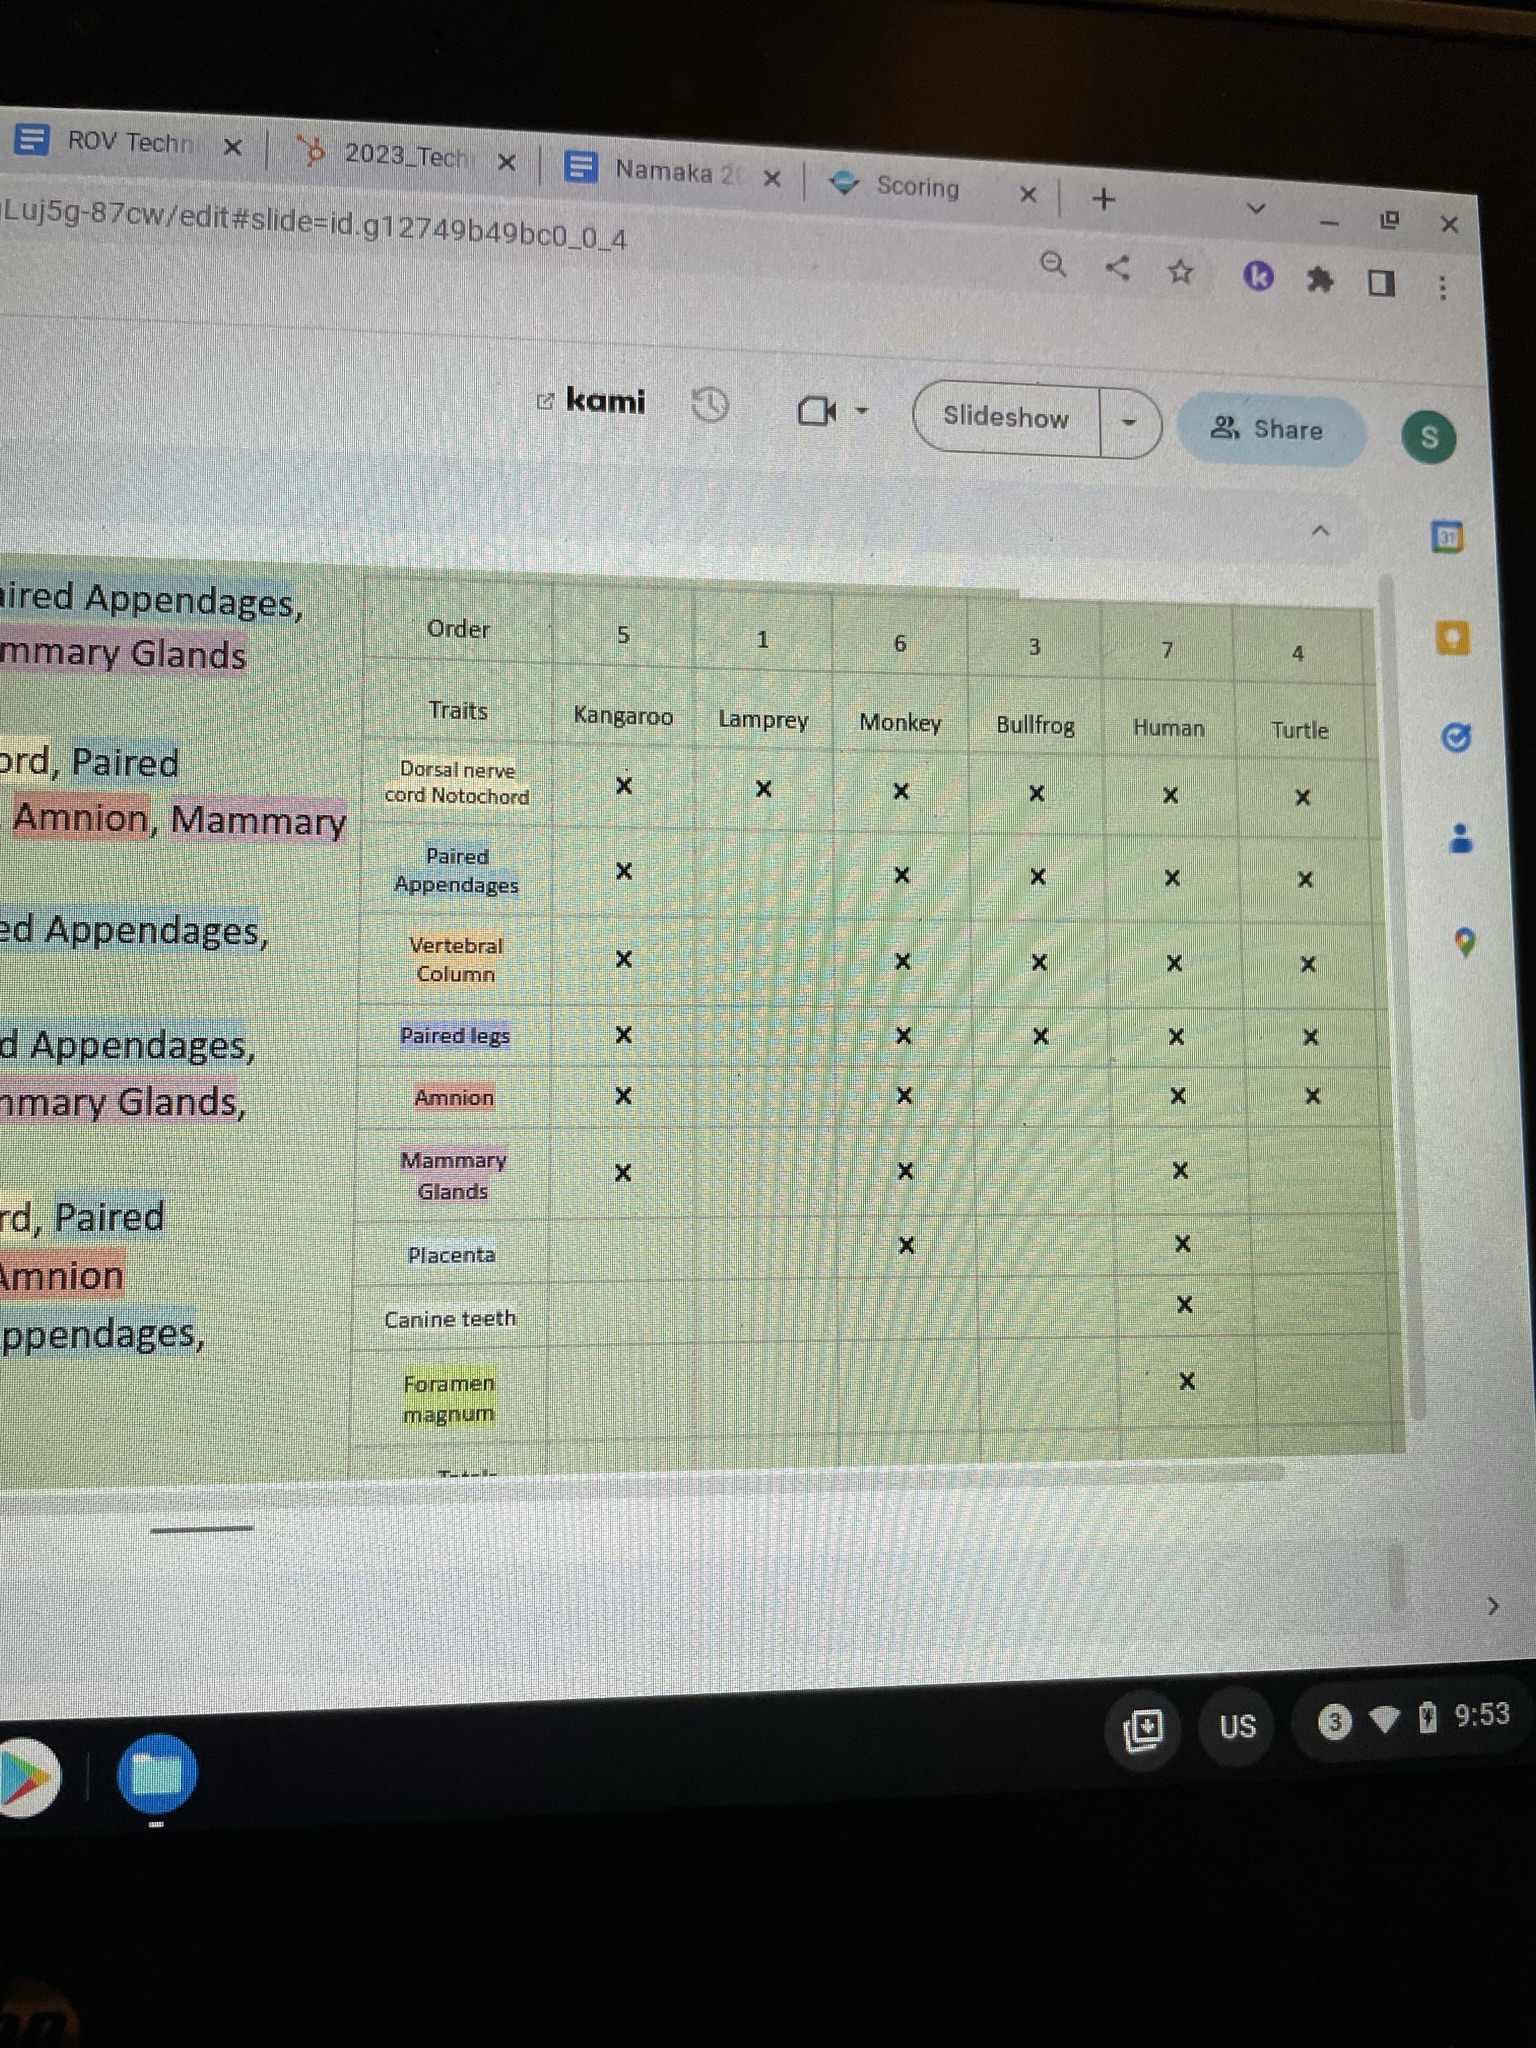 ROV Techn
2023_Tech
Namaka 2
Scoring
Luj5g-87cw/edit#slide=id.g12749b49bc0_0_4
kami
Slideshow
Share
S
31
aired Appendages,
mmary Glands
ord, Paired
Amnion, Mammary
ed Appendages,
d Appendages,
mmary Glands,
rd, Paired
Amnion
ppendages,
Order 5 1 6 3 7 4
Traits Kangaroo Lamprey Monkey Bullfrog Human Turtle
Dorsal nerve
cord Notochord x x x x x x
Paired
Appendages x x x x x
Vertebral
Column x x x x x
Paired legs x x x x x
Amnion x x x x
Mammary
Glands x x x
Placenta x x
Canine teeth x
Foramen
magnum x
US
3
9:53